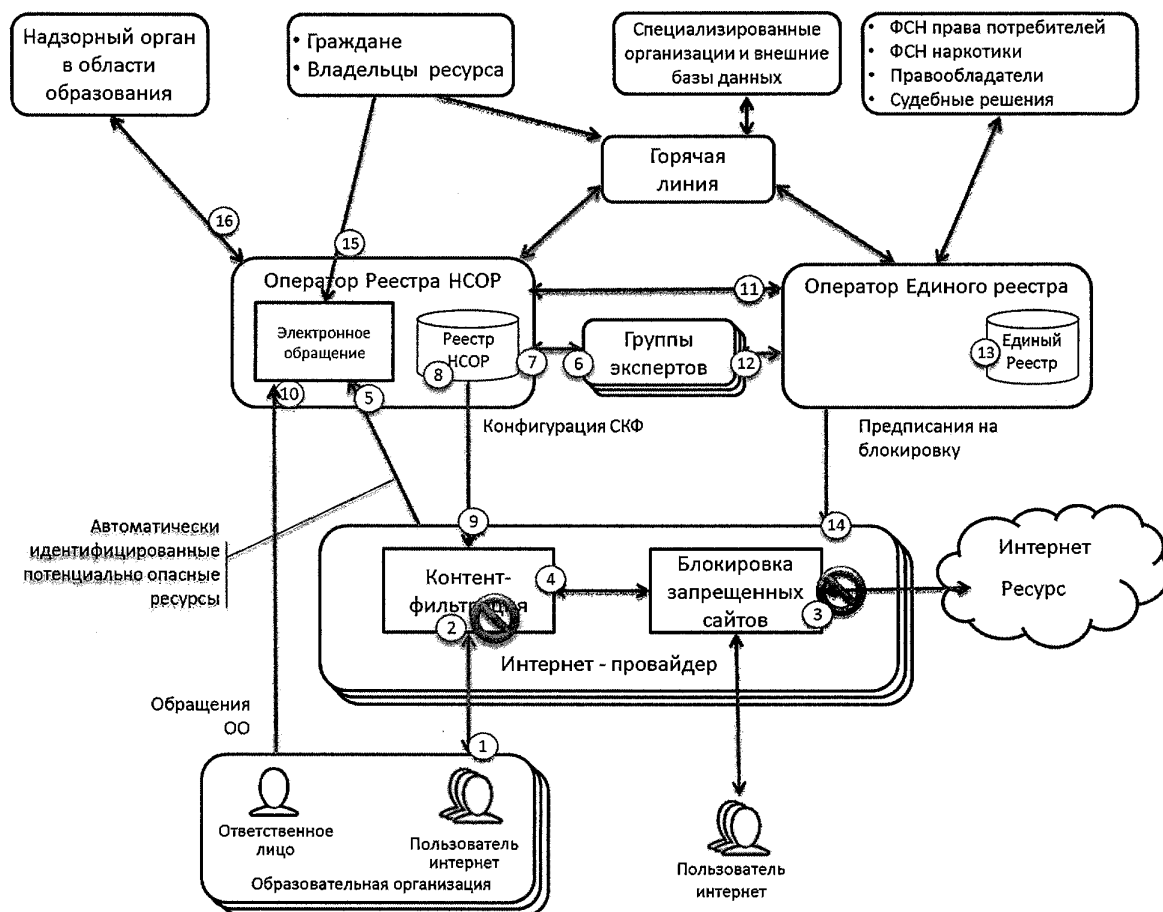 Надзорный орган
в области
образования
• Граждане
• Владельцы ресурса
Специализированные
организации и внешние
базы данных
• ФСН права потребителей
• ФСН наркотики
• Правообладатели
• Судебные решения
Горячая
линия
16
15
Оператор Реестра НСОР
11
Оператор Единого реестра
Электронное
обращение
Реестр
НСОР
8
7
6
Группы
экспертов
12
13
Единый
Реестр
10
5
Конфигурация СКФ
Предписания на
блокировку
Автоматически
идентифицированные
потенциально опасные
ресурсы
9
14
Контент-
фильтрация
2
4
Блокировка
запрещенных
сайтов
3
Интернет
Ресурс
Интернет - провайдер
Обращения
ОО
1
Ответственное
лицо
Пользователь
интернет
Образовательная организация
Пользователь
интернет